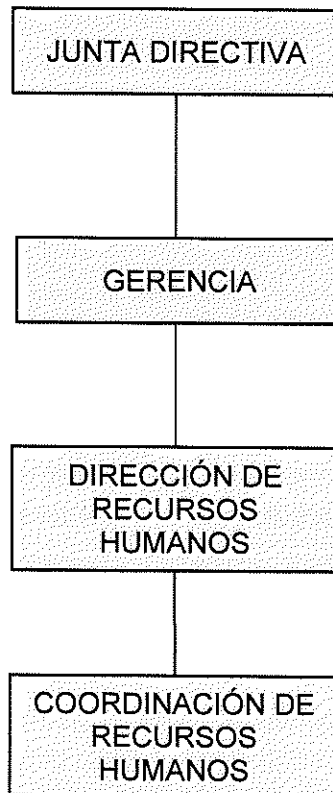 JUNTA DIRECTIVA
GERENCIA
DIRECCIÓN DE
RECURSOS
HUMANOS
COORDINACIÓN DE
RECURSOS
HUMANOS